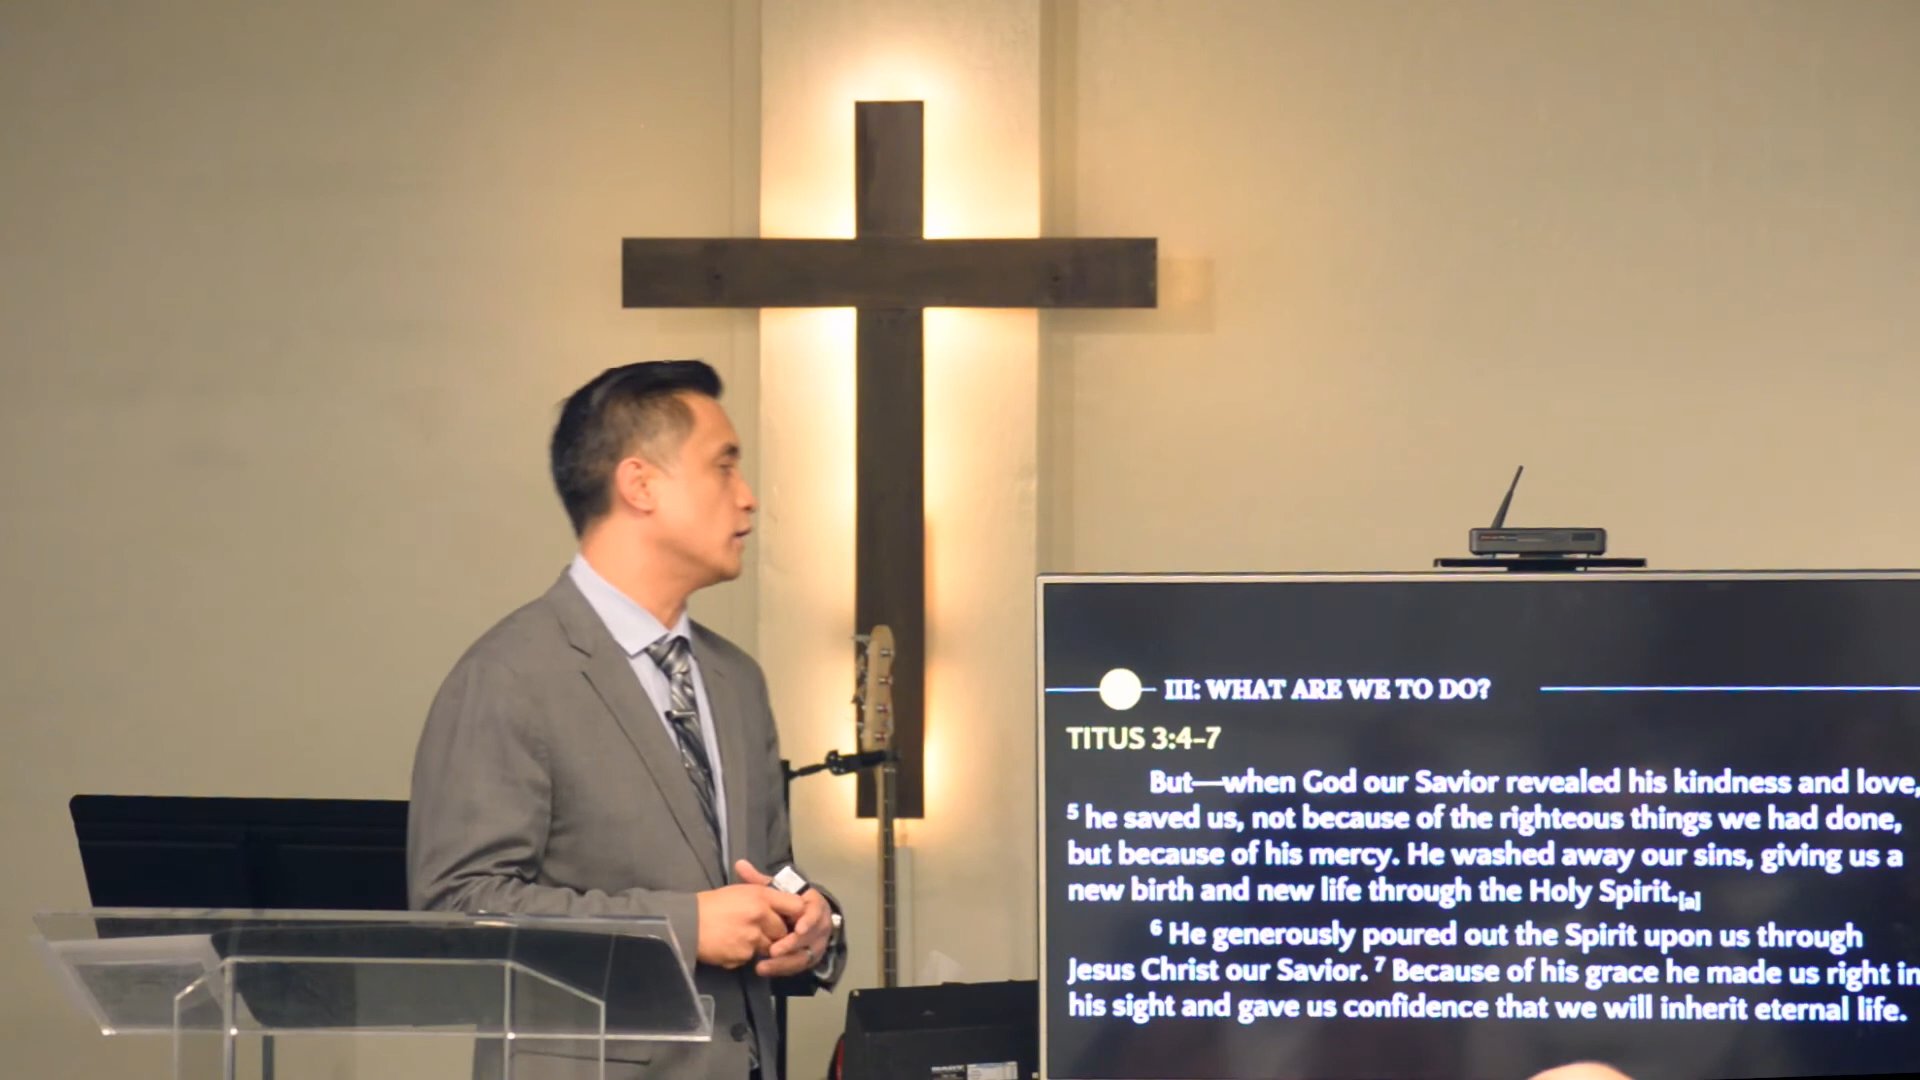 III: WHAT ARE WE TO DO?
TITUS 3:4-7
But—when God our Savior revealed his kindness and love,
5 he saved us, not because of the righteous things we had done,
but because of his mercy. He washed away our sins, giving us a
new birth and new life through the Holy Spirit.[a]
6 He generously poured out the Spirit upon us through
Jesus Christ our Savior. 7 Because of his grace he made us right in
his sight and gave us confidence that we will inherit eternal life.